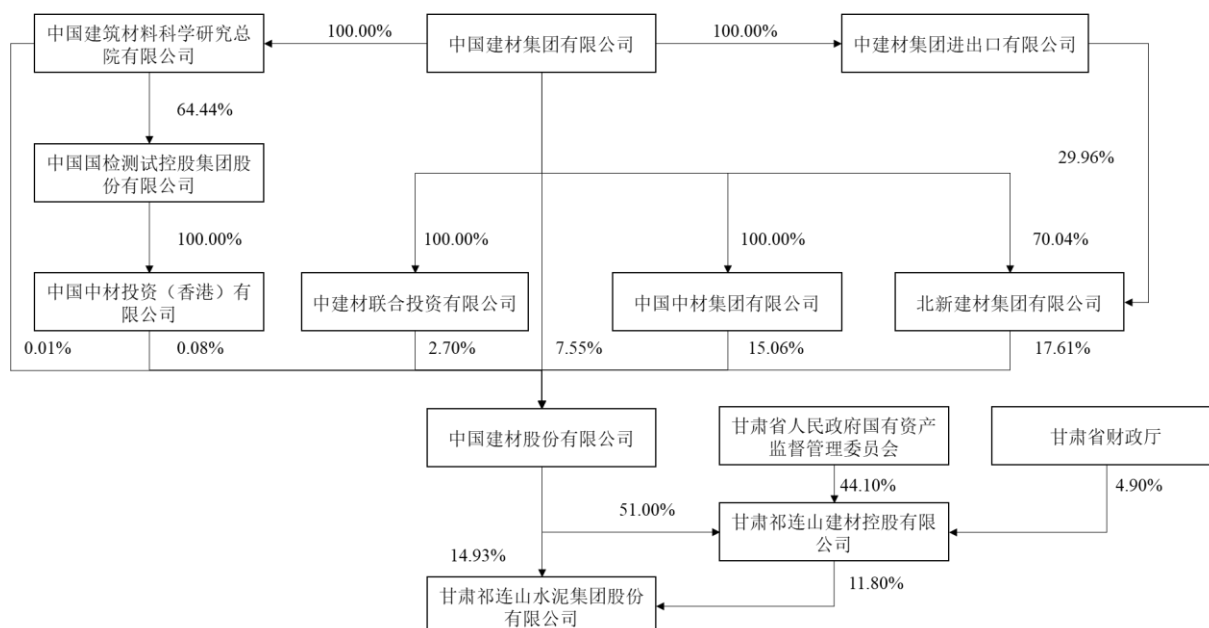 中国建筑材料科学研究总
院有限公司
100.00%
中国建材集团有限公司
100.00%
中建材集团进出口有限公司
64.44%
29.96%
中国国检测试控股集团股
份有限公司
100.00%
100.00%
100.00%
70.04%
中国中材投资（香港）有
限公司
中建材联合投资有限公司
中国中材集团有限公司
北新建材集团有限公司
0.01%
0.08%
2.70%
7.55%
15.06%
17.61%
中国建材股份有限公司
甘肃省人民政府国有资产
监督管理委员会
甘肃省财政厅
44.10%
4.90%
51.00%
甘肃祁连山建材控股有限
公司
14.93%
11.80%
甘肃祁连山水泥集团股份
有限公司